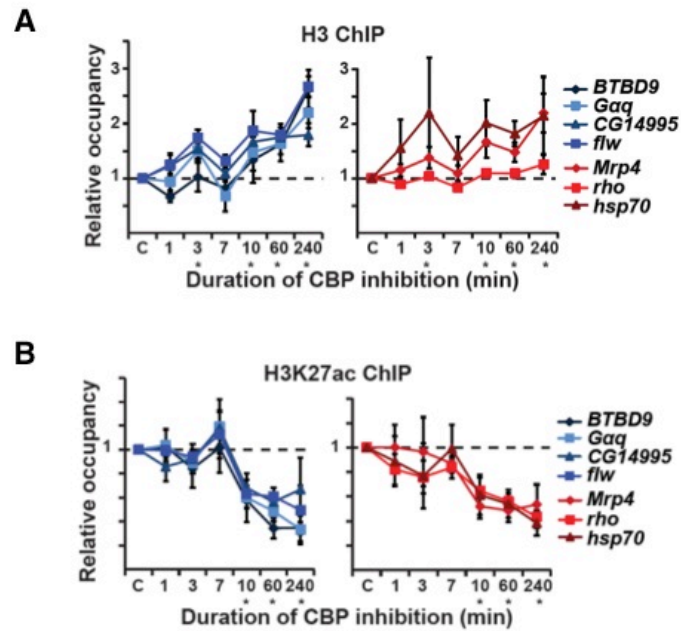 A
H3 ChIP
Relative occupancy
3
2
1
3
2
1
C 1 3 7 10 60 240
* * * *
C 1 3 7 10 60 240
* * * *
Duration of CBP inhibition (min)
BTBD9
Gαq
CG14995
flw
Mrp4
rho
hsp70
B
H3K27ac ChIP
Relative occupancy
1
1
C 1 3 7 10 60 240
* * *
C 1 3 7 10 60 240
* * *
Duration of CBP inhibition (min)
BTBD9
Gαq
CG14995
flw
Mrp4
rho
hsp70